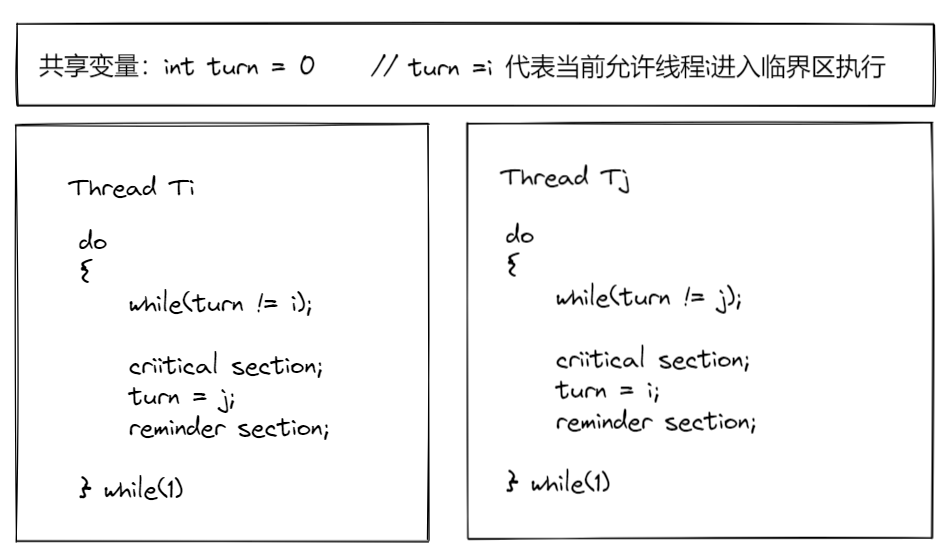 共享变量：int turn = 0 // turn =i 代表当前允许线程i进入临界区执行
Thread Ti
do
{
while(turn != i);
criitical section;
turn = j;
reminder section;
} while(1)
Thread Tj
do
{
while(turn != j);
criitical section;
turn = i;
reminder section;
} while(1)